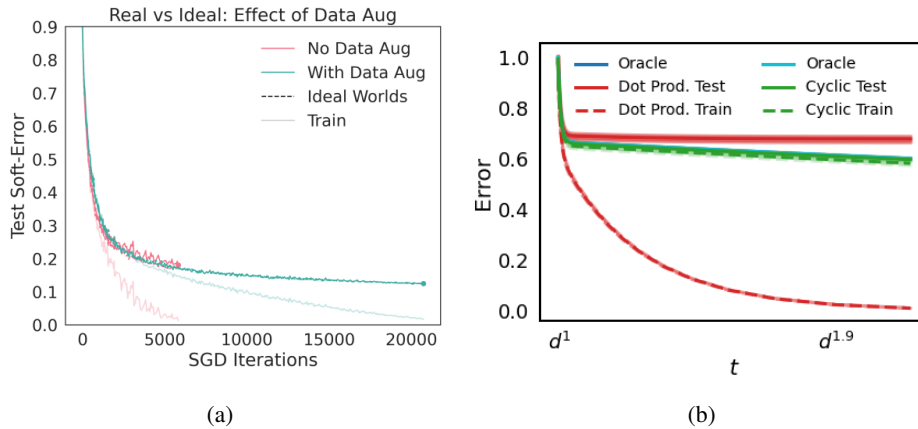 Real vs Ideal: Effect of Data Aug
0.9
0.8
0.7
0.6
0.5
0.4
0.3
0.2
0.1
0.0
Test Soft-Error
No Data Aug
With Data Aug
Ideal Worlds
Train
0 5000 10000 15000 20000
SGD Iterations
(a)
1.0
0.8
0.6
0.4
0.2
0.0
Error
Oracle Oracle
Dot Prod. Test Cyclic Test
Dot Prod. Train Cyclic Train
d^1 d^1.9
t
(b)